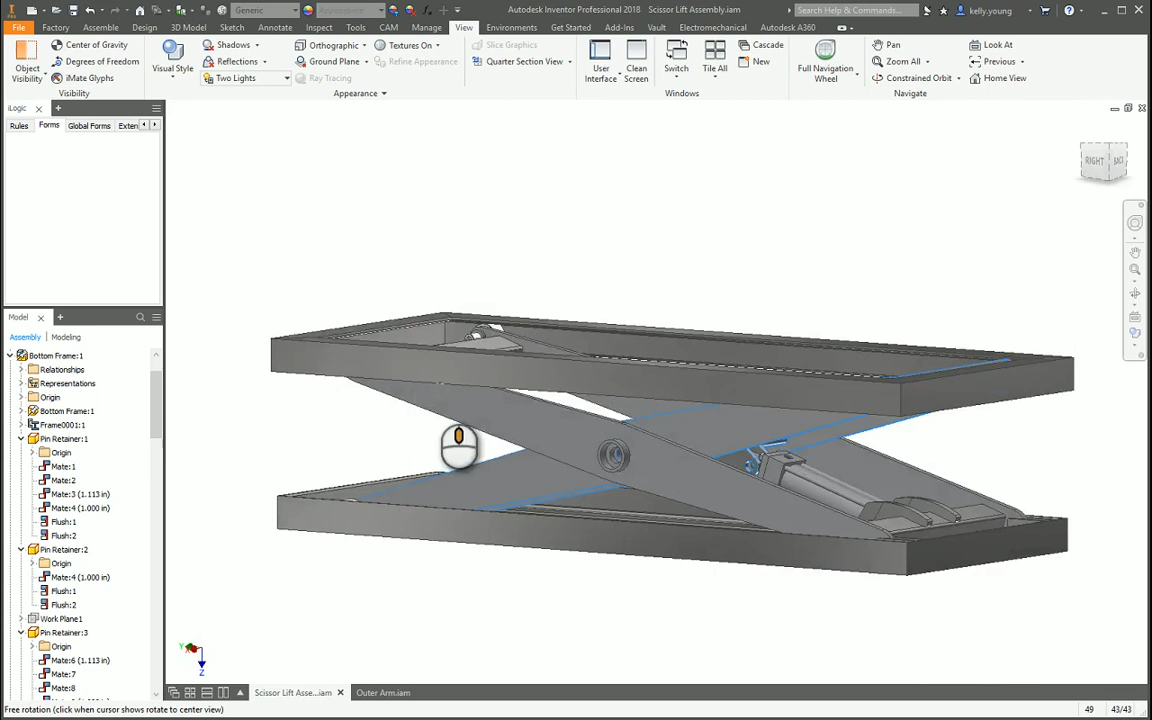 Generic
Appearance
Autodesk Inventor Professional 2018   Scissor Lift Assembly.iam
Search Help & Commands...
kelly.young
File Factory Assemble Design 3D Model Sketch Annotate Inspect Tools CAM Manage View Environments Get Started Vault Add-Ins Electromechanical Autodesk A360
Object Visibility
Center of Gravity
Degrees of Freedom
iMate Glyphs
Visibility
Visual Style
Shadows
Reflections
Two Lights
Orthographic
Ground Plane
Ray Tracing
Textures On
Refine Appearance
Appearance
Slice Graphics
Quarter Section View
User Interface
Clean Screen
Switch
Tile All
Cascade
New
Windows
Full Navigation Wheel
Pan
Zoom All
Constrained Orbit
Look At
Previous
Home View
Navigate
iLogic
Rules Forms Global Forms Exten
RIGHT
BACK
Model
Assembly Modeling
Bottom Frame:1
Relationships
Representations
Origin
Bottom Frame:1
Frame0001:1
Pin Retainer:1
Origin
Mate:1
Mate:2
Mate:3 (1.113 in)
Mate:4 (1.000 in)
Flush:1
Flush:2
Pin Retainer:2
Origin
Mate:4 (1.000 in)
Flush:1
Flush:2
Work Plane1
Pin Retainer:3
Origin
Mate:6 (1.113 in)
Mate:7
Mate:8
Y
X
Z
Scissor Lift Asse...iam
Outer Arm.iam
Free rotation (click when cursor shows rotate to center view)
49 43/43